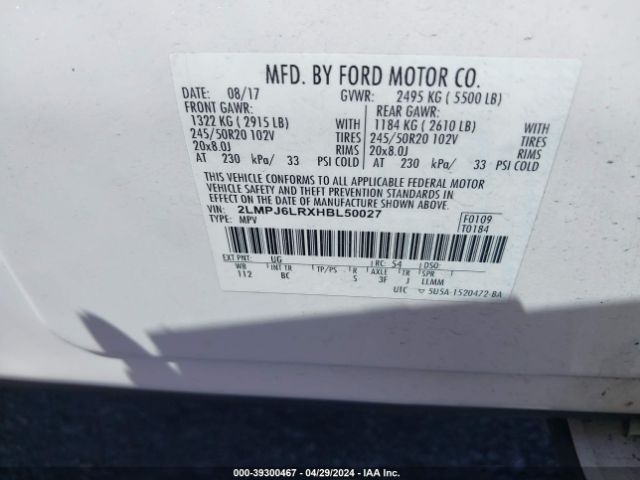 MFD. BY FORD MOTOR CO.
DATE: 08/17 GVWR: 2495 KG ( 5500 LB)
FRONT GAWR: REAR GAWR:
1322 KG ( 2915 LB) WITH 1184 KG ( 2610 LB) WITH
245/50R20 102V TIRES 245/50R20 102V TIRES
20x8.0J RIMS 20x8.0J RIMS
AT 230 kPa/ 33 PSI COLD AT 230 kPa/ 33 PSI COLD
THIS VEHICLE CONFORMS TO ALL APPLICABLE FEDERAL MOTOR
VEHICLE SAFETY AND THEFT PREVENTION STANDARDS IN
EFFECT ON THE DATE OF MANUFACTURE SHOWN ABOVE.
VIN: 2LMPJ6LRXHBL50027 F0109
TYPE: MPV T0184
EXT PNT: UG RC: 54 DSO:
WB INT TR TP/PS R AXLE TR SPR
112 BC 5 3F J LLMM
UTC 5U5A-1520472-BA
000-39300467 - 04/29/2024 - IAA Inc.